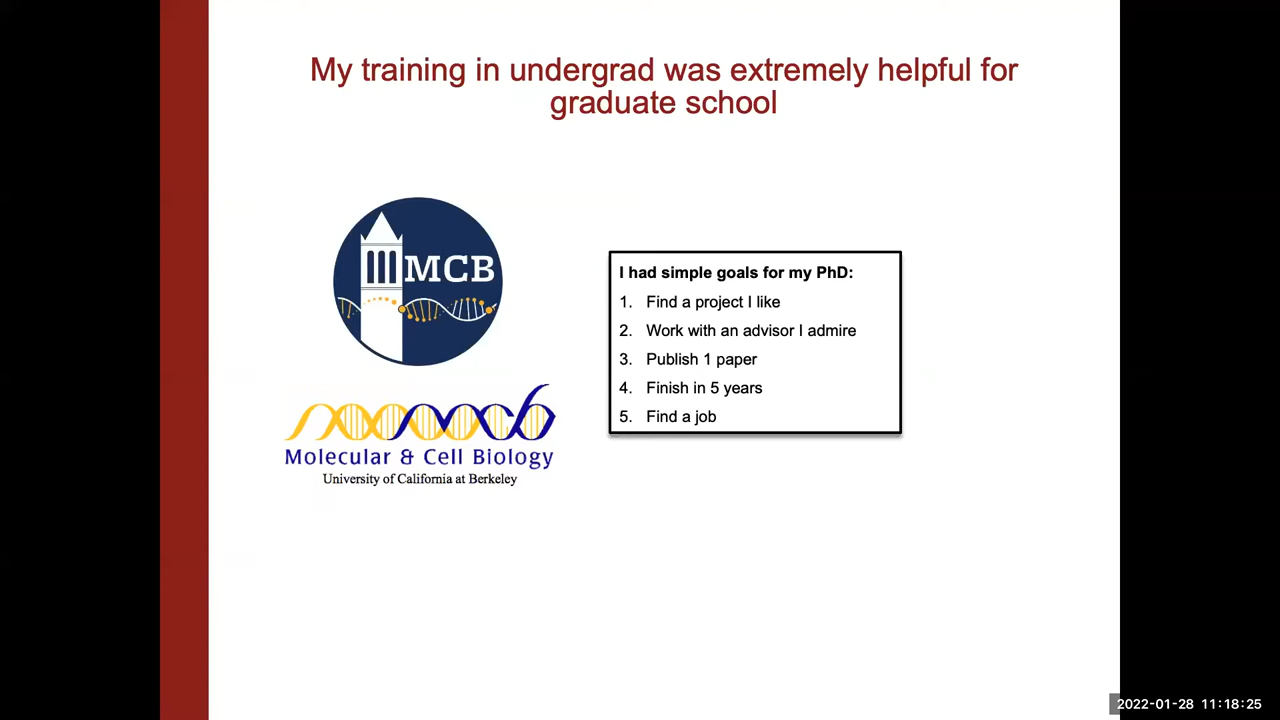 My training in undergrad was extremely helpful for
graduate school
MCB
I had simple goals for my PhD:
1. Find a project I like
2. Work with an advisor I admire
3. Publish 1 paper
4. Finish in 5 years
5. Find a job
mcb
Molecular & Cell Biology
University of California at Berkeley
2022-01-28 11:18:25